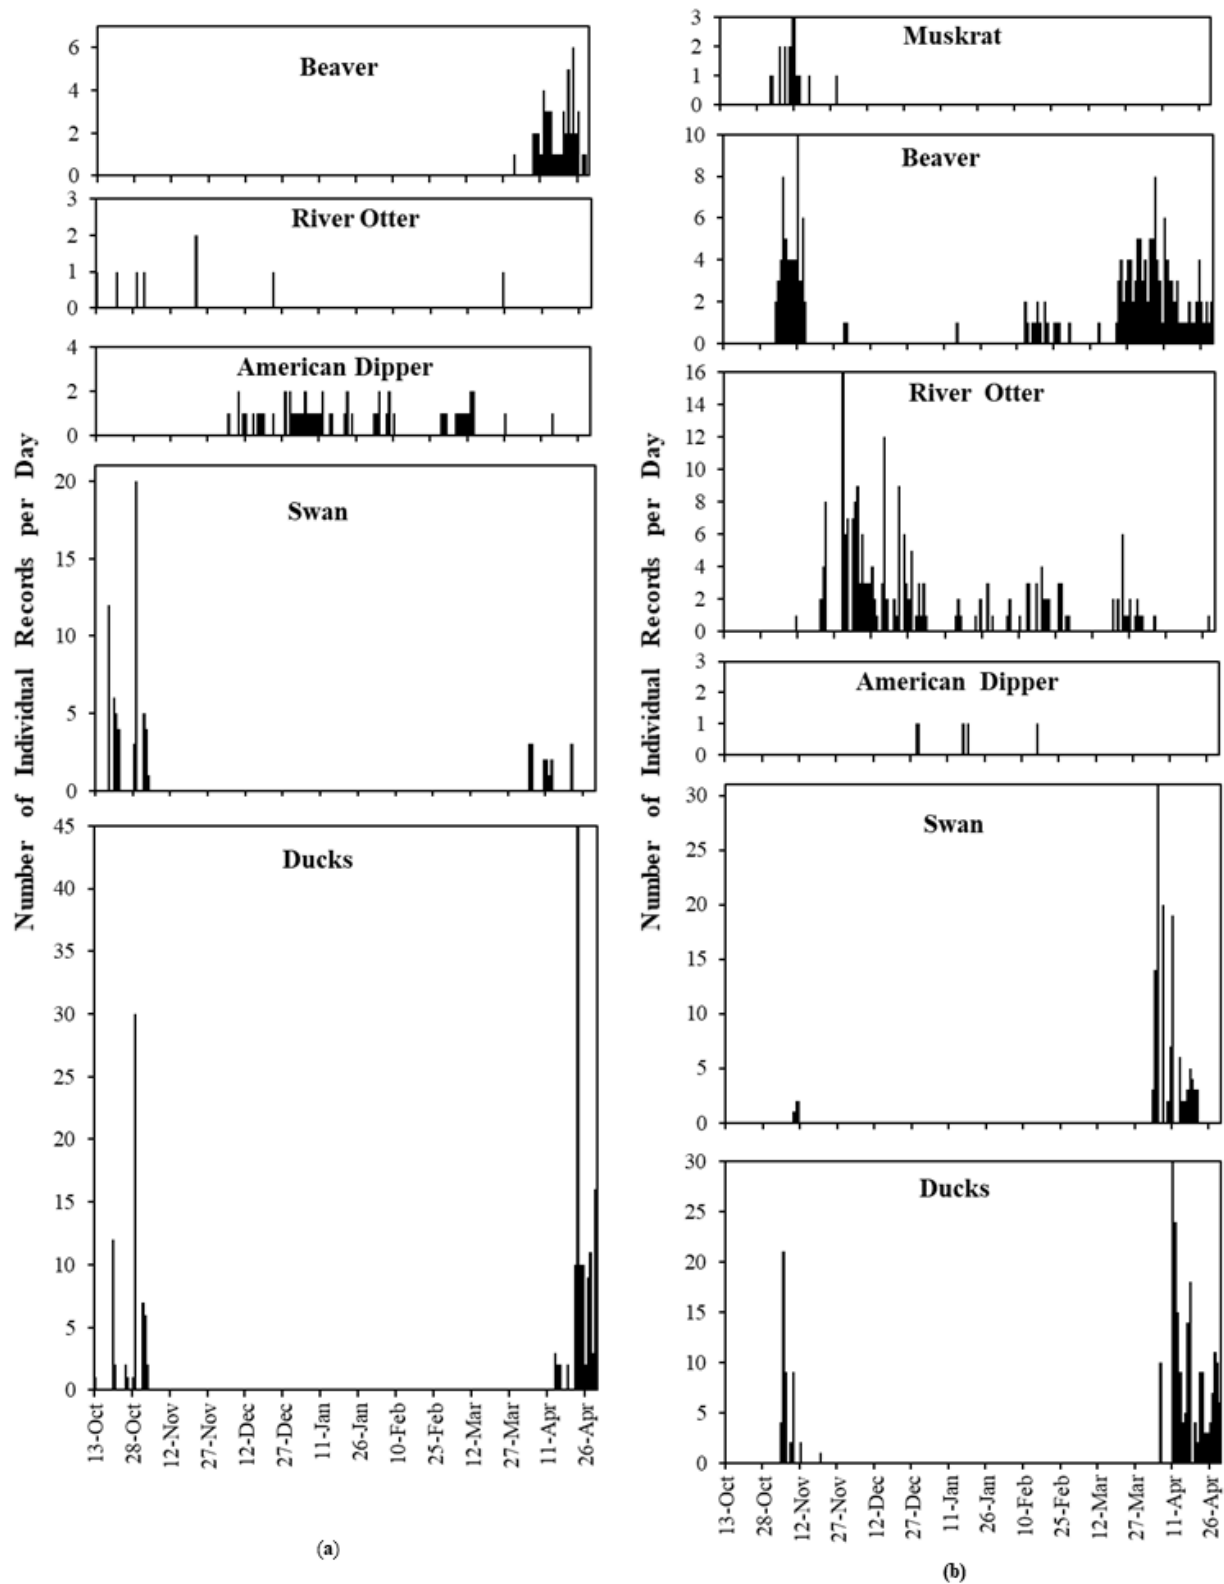 Number of Individual Records per Day
Beaver
6
4
2
0
River Otter
3
2
1
0
American Dipper
4
2
0
Swan
20
15
10
5
0
Ducks
45
40
35
30
25
20
15
10
5
0
13-Oct
28-Oct
12-Nov
27-Nov
12-Dec
27-Dec
11-Jan
26-Jan
10-Feb
25-Feb
12-Mar
27-Mar
11-Apr
26-Apr
(a)
Number of Individual Records per Day
Muskrat
3
2
1
0
Beaver
10
8
6
4
2
0
River Otter
16
14
12
10
8
6
4
2
0
American Dipper
3
2
1
0
Swan
30
25
20
15
10
5
0
Ducks
30
25
20
15
10
5
0
13-Oct
28-Oct
12-Nov
27-Nov
12-Dec
27-Dec
11-Jan
26-Jan
10-Feb
25-Feb
12-Mar
27-Mar
11-Apr
26-Apr
(b)